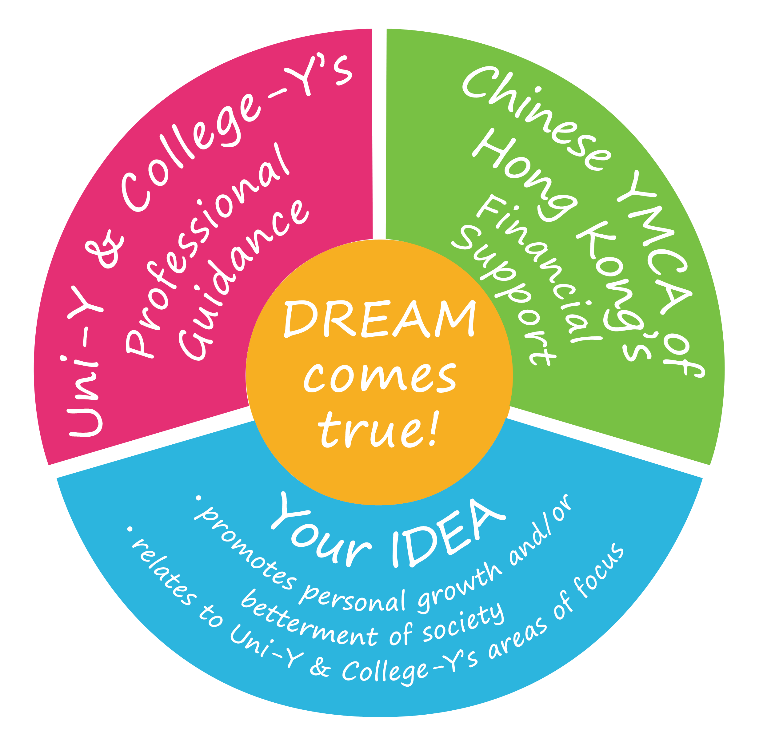 Uni-Y & College-Y's
Professional
Guidance
Chinese YMCA of
Hong Kong's
Financial
Support
DREAM
comes
true!
Your IDEA
· promotes personal growth and/or
betterment of society
· relates to Uni-Y & College-Y's areas of focus